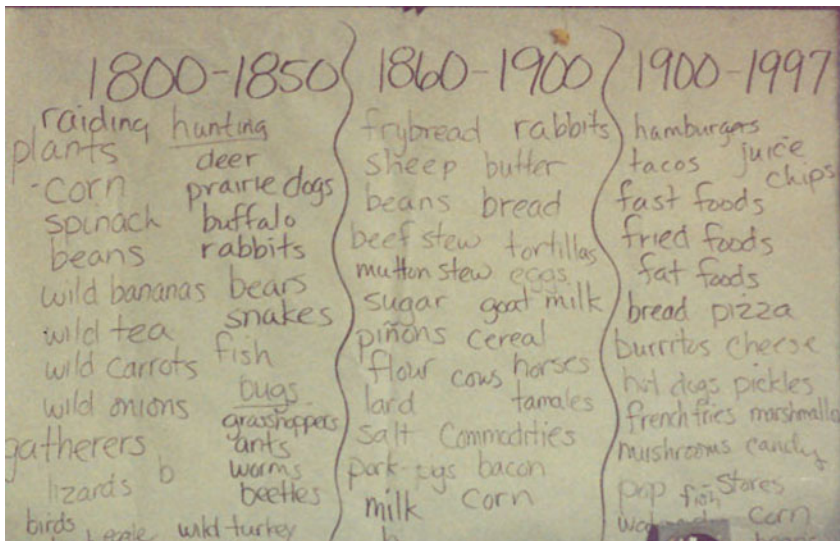 1800-1850
raiding hunting
plants deer
-corn prairie dogs
spinach buffalo
beans rabbits
wild bananas bears
wild tea snakes
wild carrots fish
wild onions bugs
grasshoppers
gatherers ants
lizards b worms
beetles
birds wild turkey
1860-1900
frybread rabbits
sheep butter
beans bread
beef stew tortillas
mutton stew eggs
sugar goat milk
piñons cereal
flour cows horses
lard tamales
salt Commodities
pork bacon
milk corn
1900-1997
hamburgers
tacos juice
chips
fast foods
fried foods
fat foods
bread pizza
burritos cheese
hot dogs pickles
french fries
mushrooms candy
pop fish stores
corn